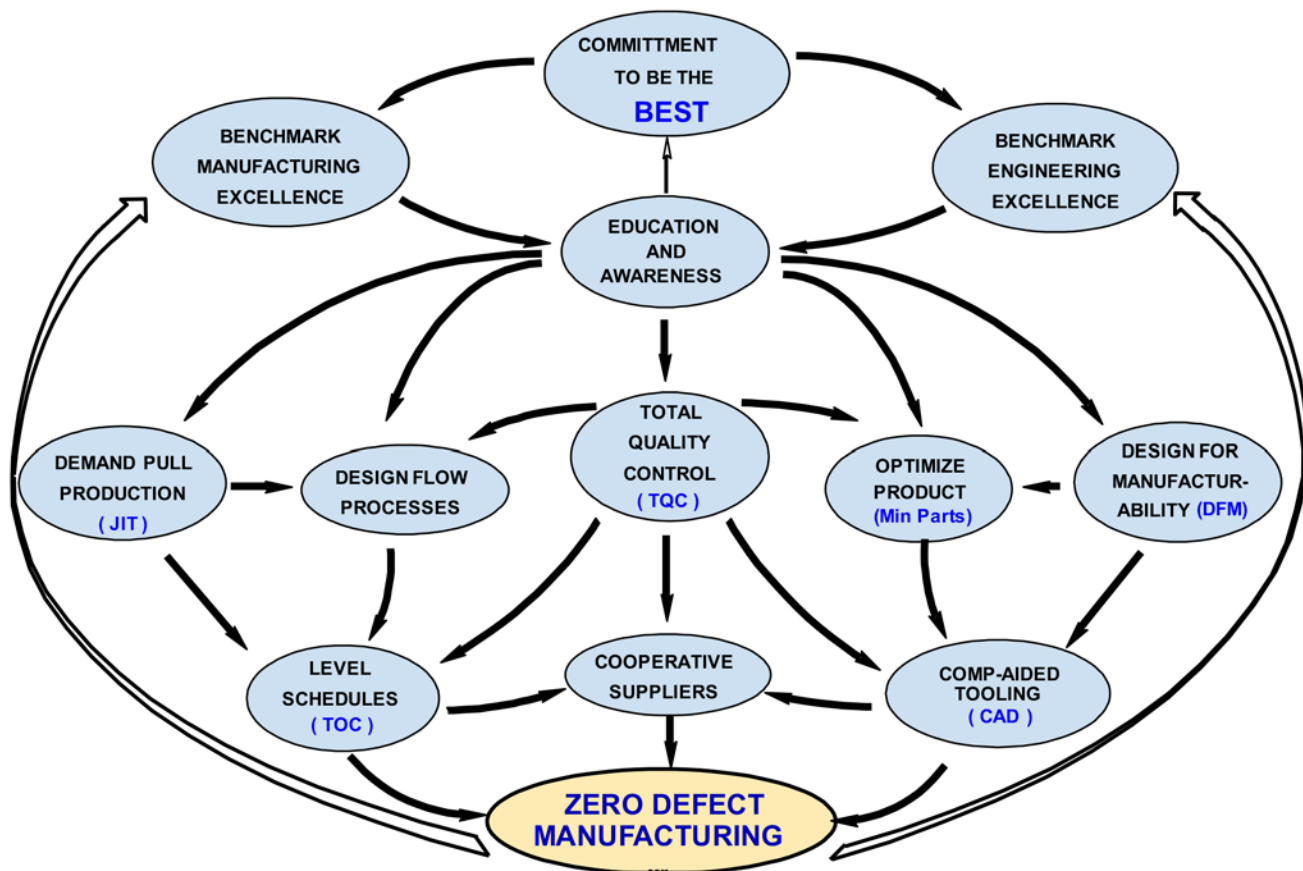 COMMITTMENT
TO BE THE
BEST
BENCHMARK
MANUFACTURING
EXCELLENCE
BENCHMARK
ENGINEERING
EXCELLENCE
EDUCATION
AND
AWARENESS
DEMAND PULL
PRODUCTION
( JIT )
DESIGN FLOW
PROCESSES
TOTAL
QUALITY
CONTROL
( TQC )
OPTIMIZE
PRODUCT
(Min Parts)
DESIGN FOR
MANUFACTUR-
ABILITY (DFM)
LEVEL
SCHEDULES
( TOC )
COOPERATIVE
SUPPLIERS
COMP-AIDED
TOOLING
( CAD )
ZERO DEFECT
MANUFACTURING